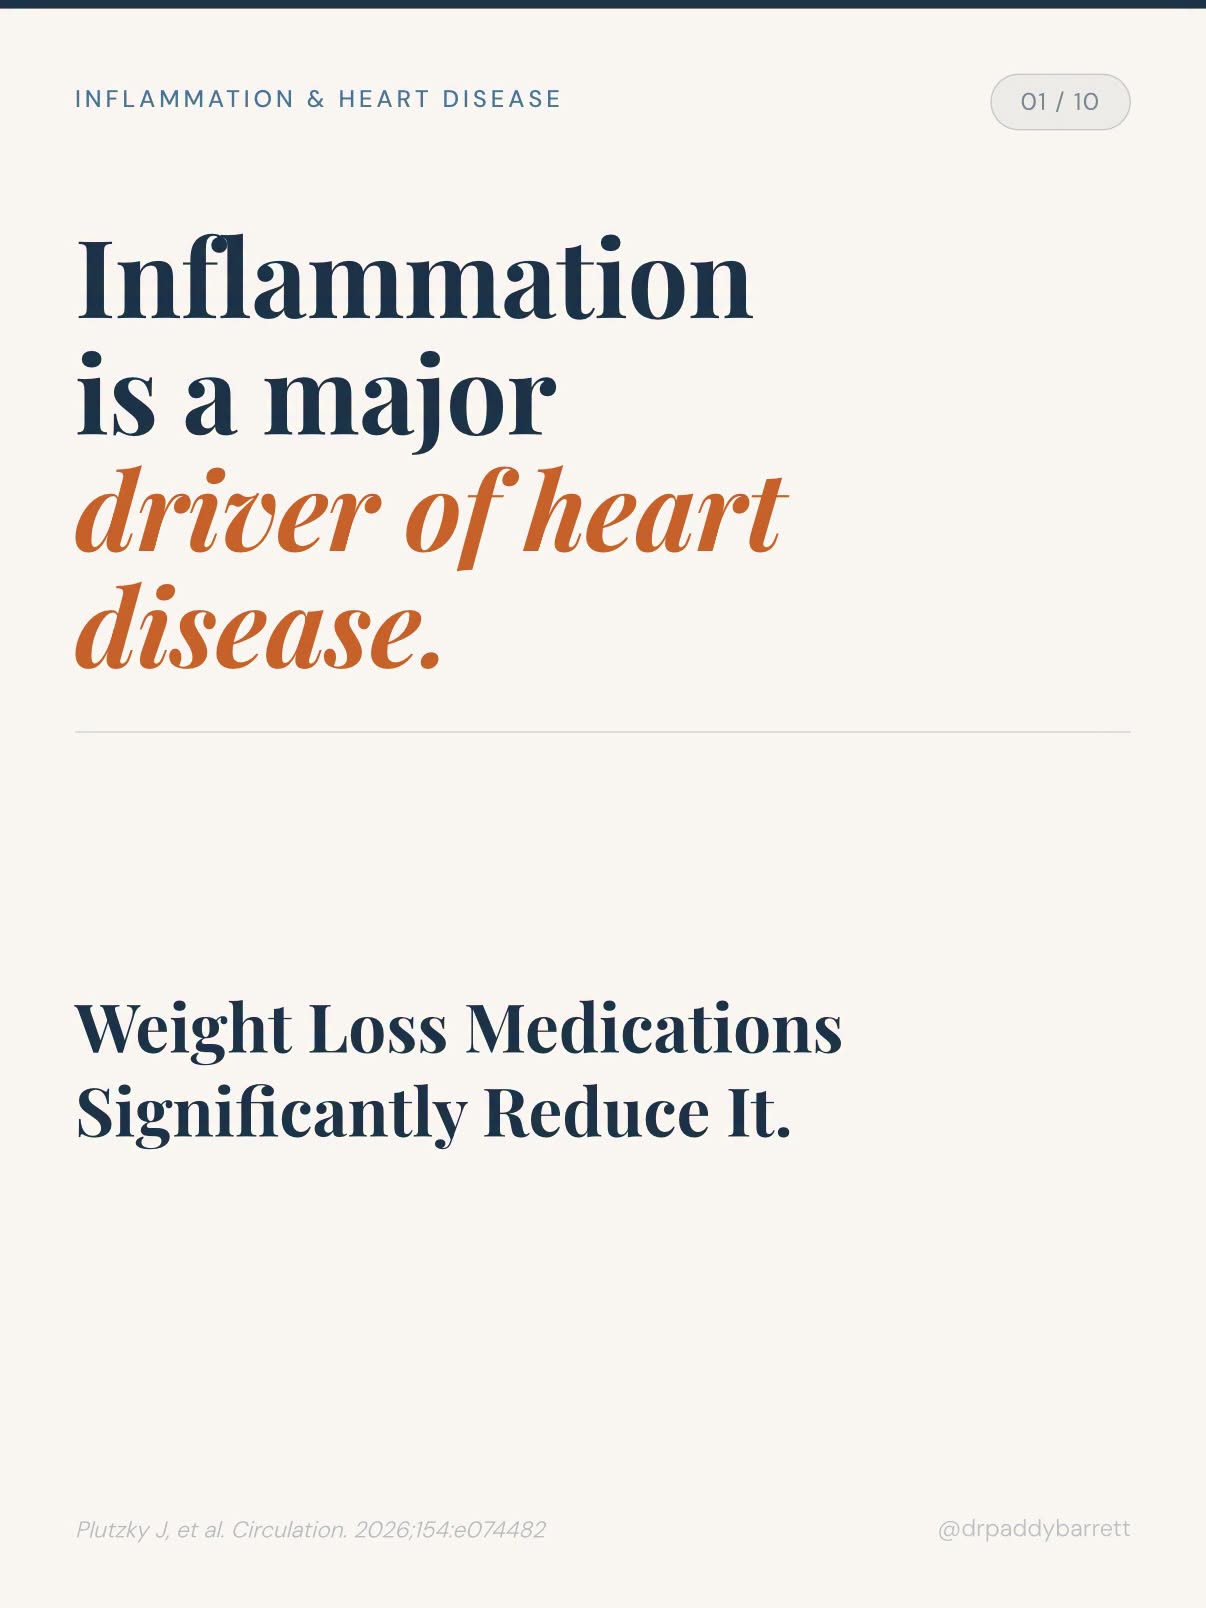 INFLAMMATION & HEART DISEASE
01 / 10
Inflammation
is a major
driver of heart
disease.
Weight Loss Medications
Significantly Reduce It.
Plutzky J, et al. Circulation. 2026;154:e074482
@drpaddybarrett